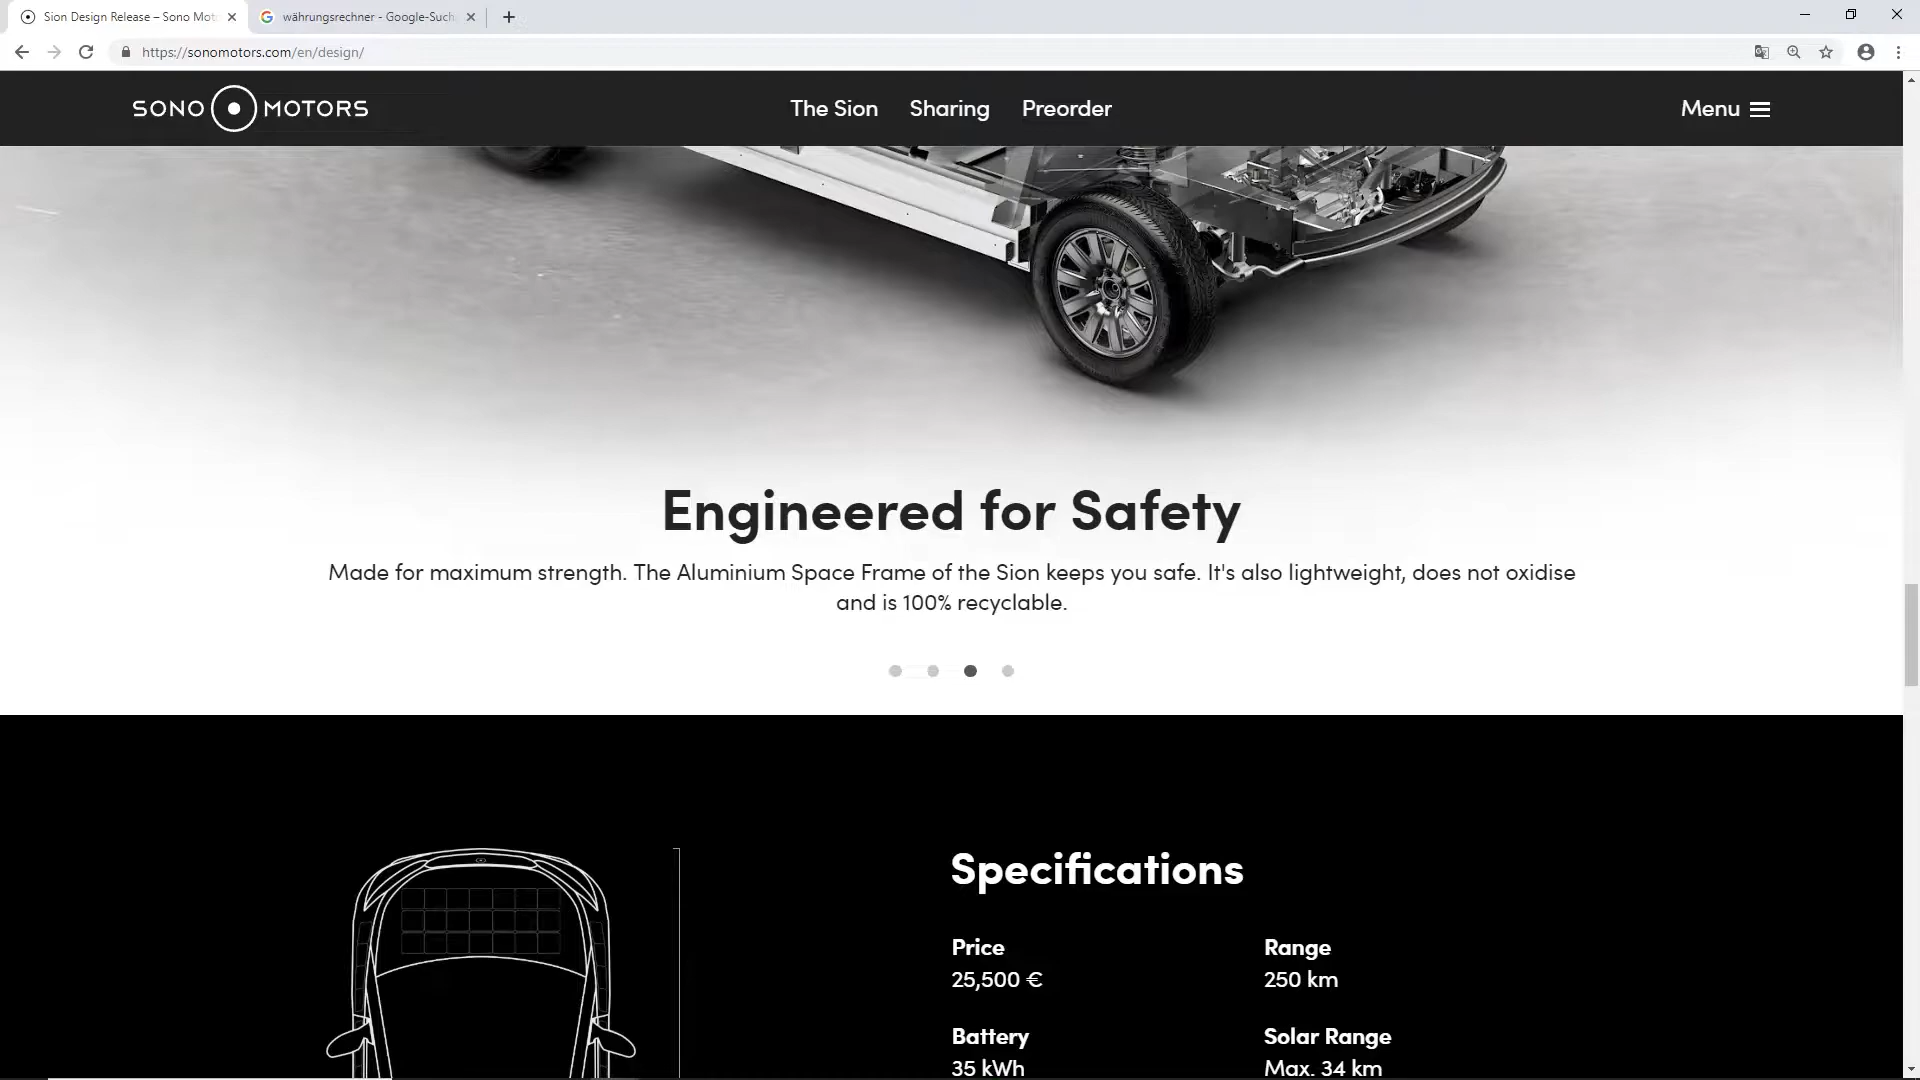 Sion Design Release – Sono Mot
währungsrechner - Google-Such
https://sonomotors.com/en/design/
SONO MOTORS
The Sion
Sharing
Preorder
Menu
Engineered for Safety
Made for maximum strength. The Aluminium Space Frame of the Sion keeps you safe. It's also lightweight, does not oxidise
and is 100% recyclable.
Specifications
Price
25,500 €
Range
250 km
Battery
35 kWh
Solar Range
Max. 34 km